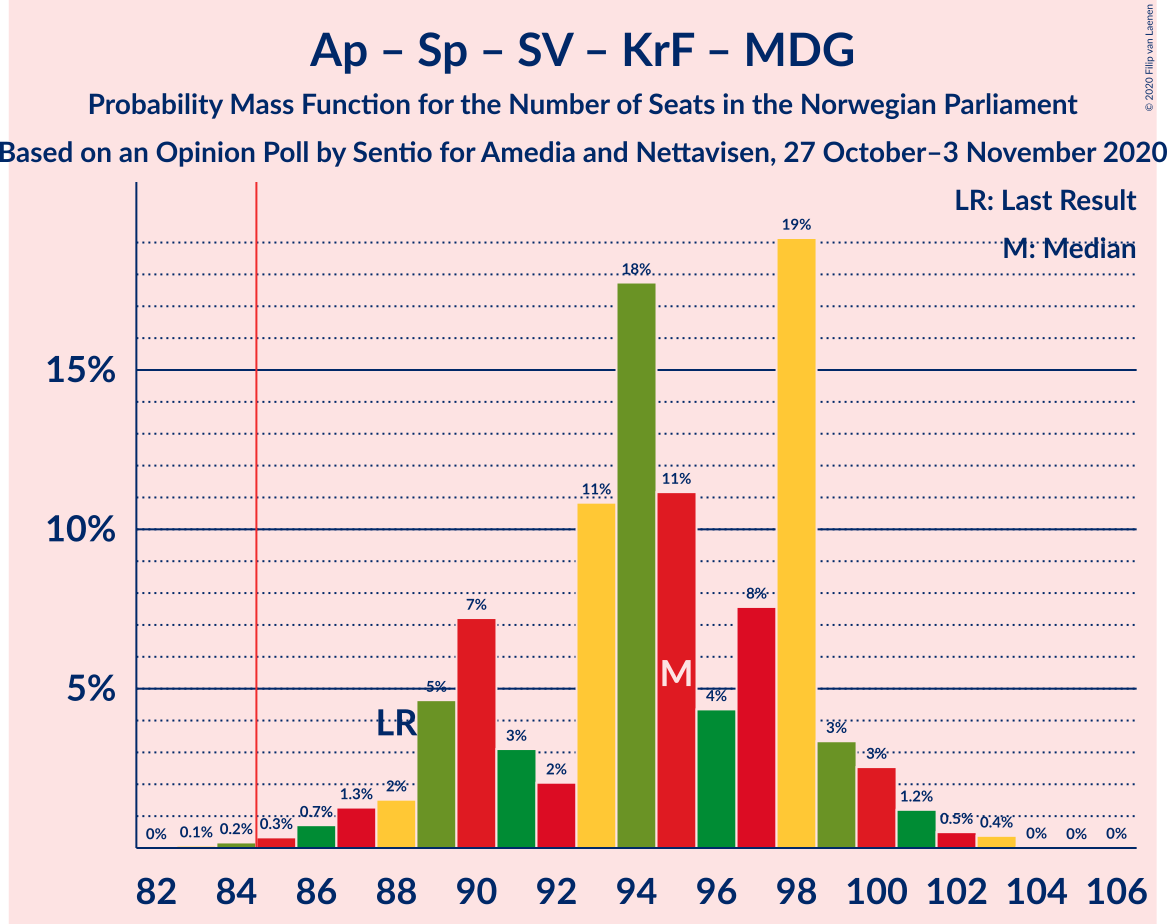 Ap – Sp – SV – KrF – MDG
Probability Mass Function for the Number of Seats in the Norwegian Parliament
Based on an Opinion Poll by Sentio for Amedia and Nettavisen, 27 October–3 November 2020
© 2020 Filip van Laenen
LR: Last Result
M: Median
15%
10%
5%
0% 0.1% 0.2% 0.3% 0.7% 1.3% 2% 5% 7% 3% 2% 11% 18% 11% 4% 8% 19% 3% 3% 1.2% 0.5% 0.4% 0% 0% 0%
LR
M
82 84 86 88 90 92 94 96 98 100 102 104 106